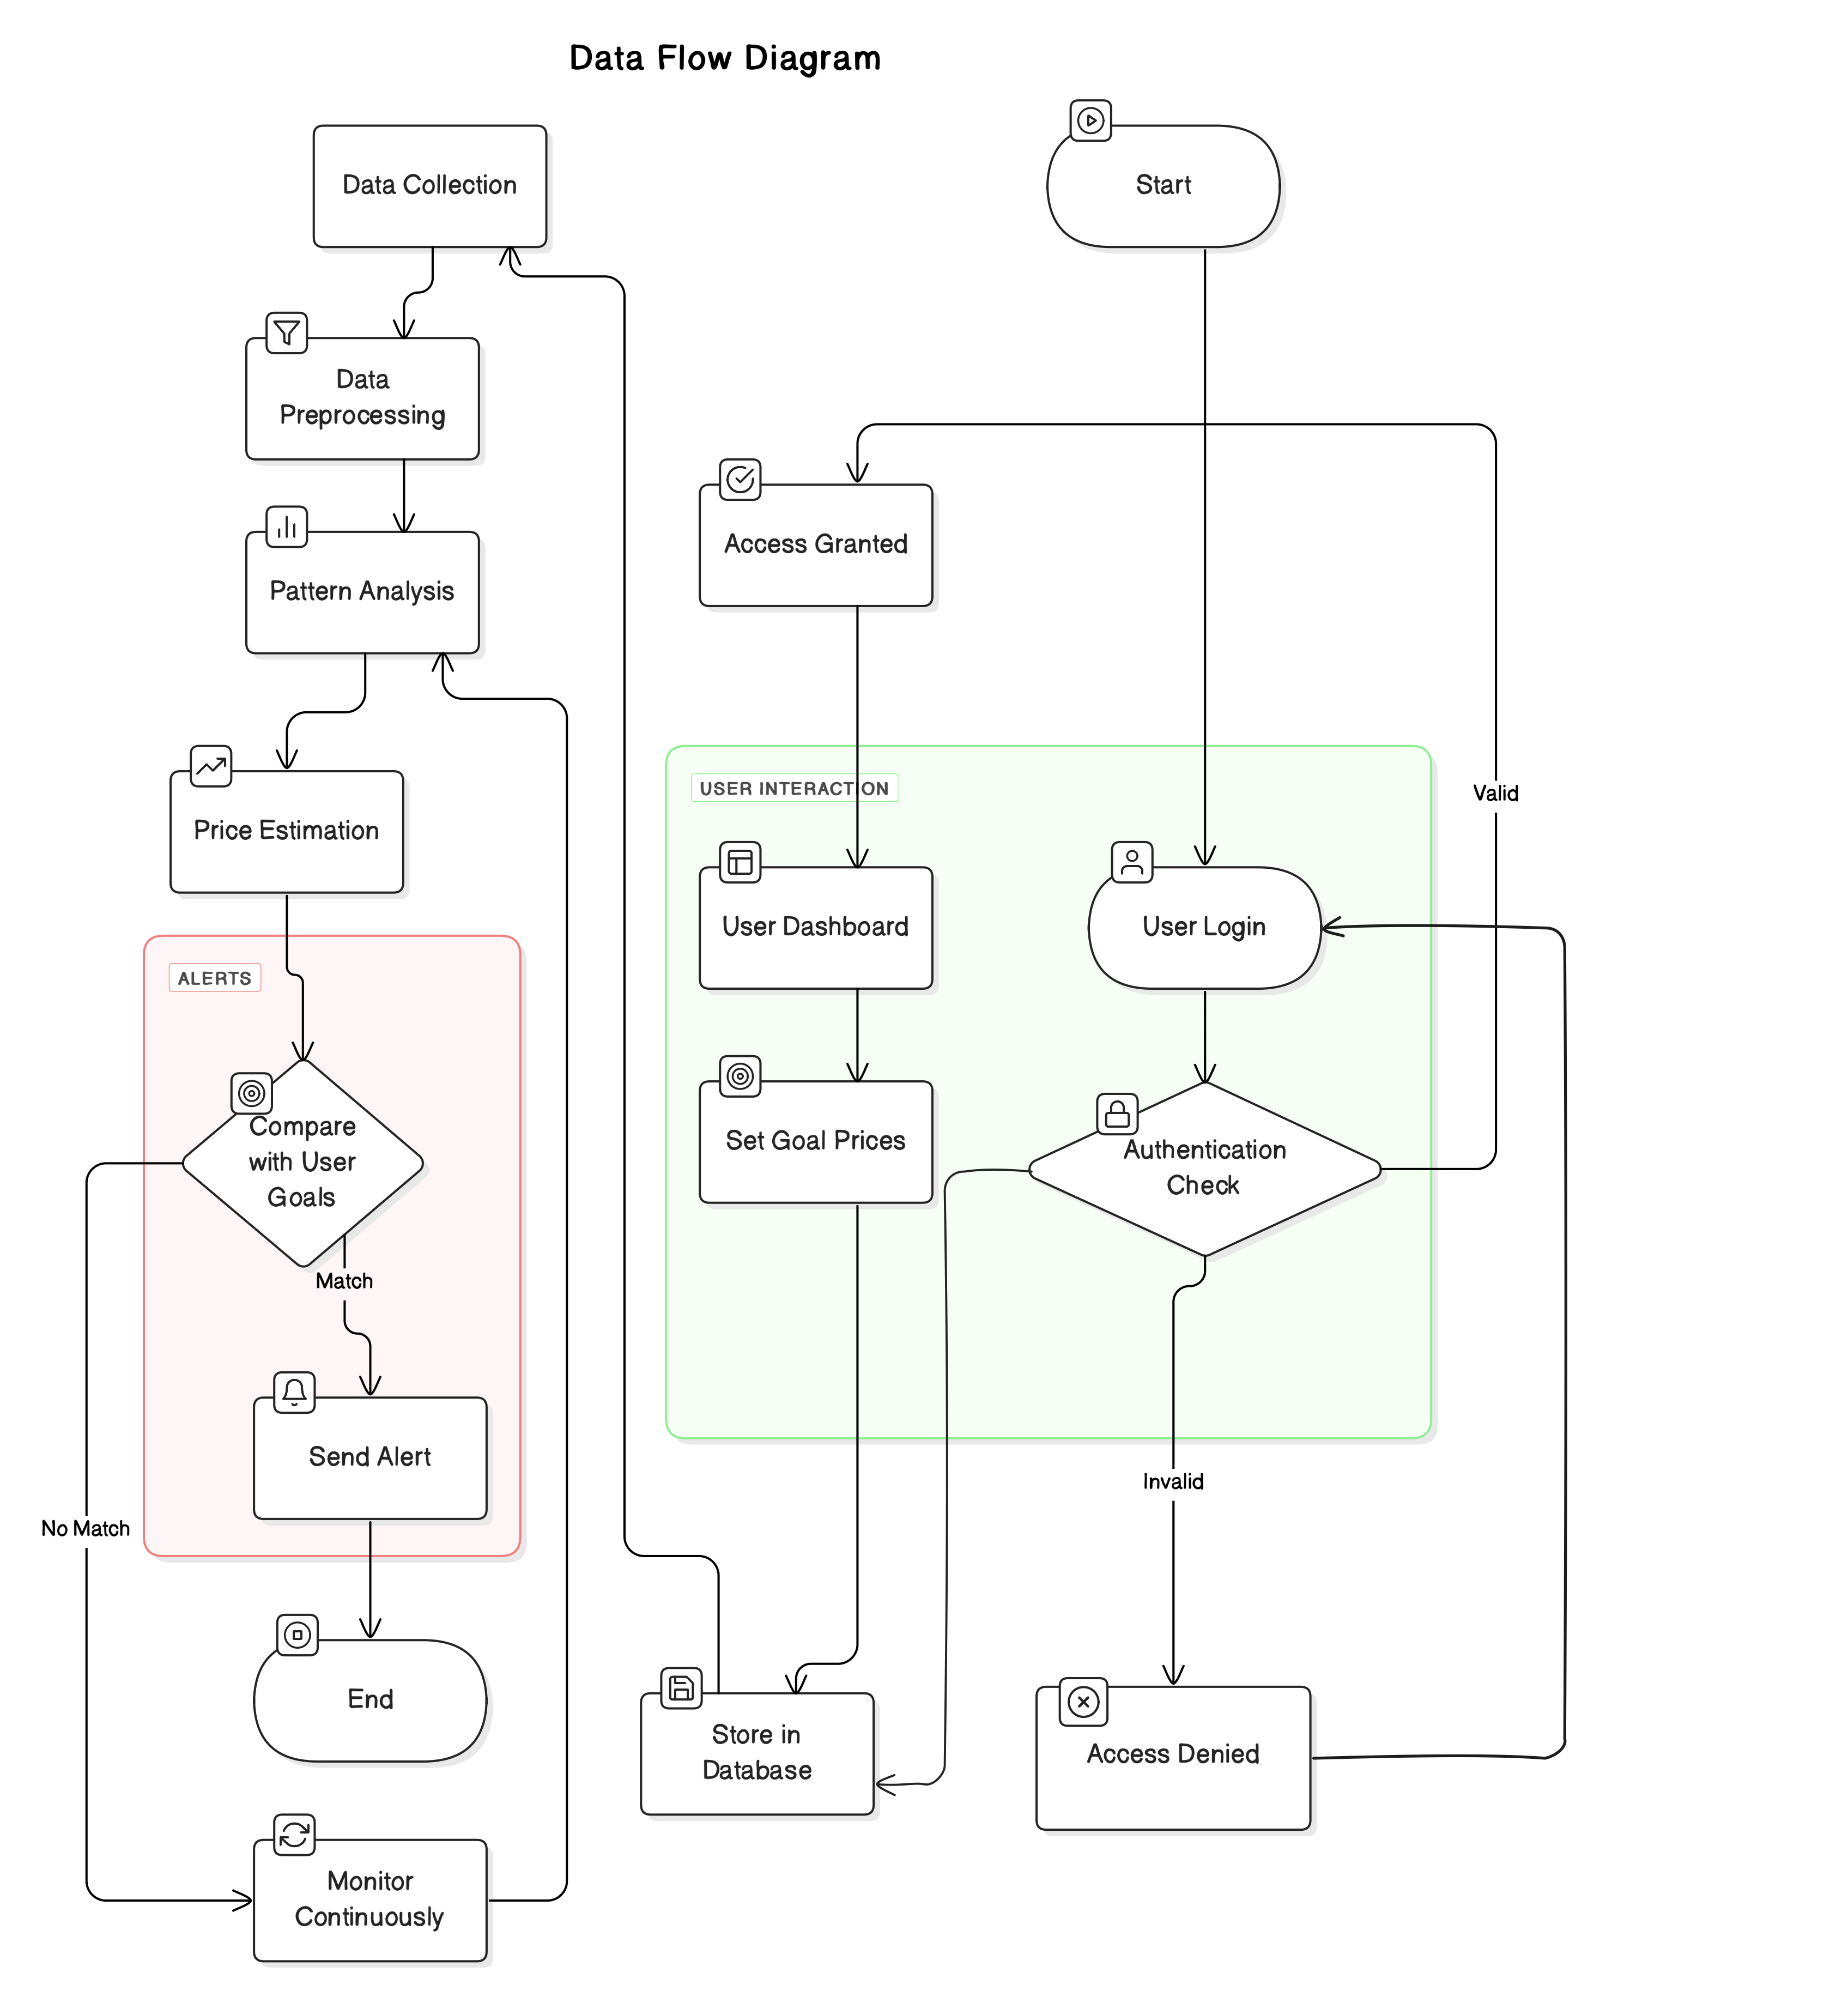 Data Flow Diagram
Data Collection
Start
Data
Preprocessing
Pattern Analysis
Access Granted
Price Estimation
USER INTERACTION
Valid
User Dashboard
User Login
ALERTS
Compare
with User
Goals
Set Goal Prices
Authentication
Check
Match
Send Alert
No Match
Invalid
End
Store in
Database
Access Denied
Monitor
Continuously